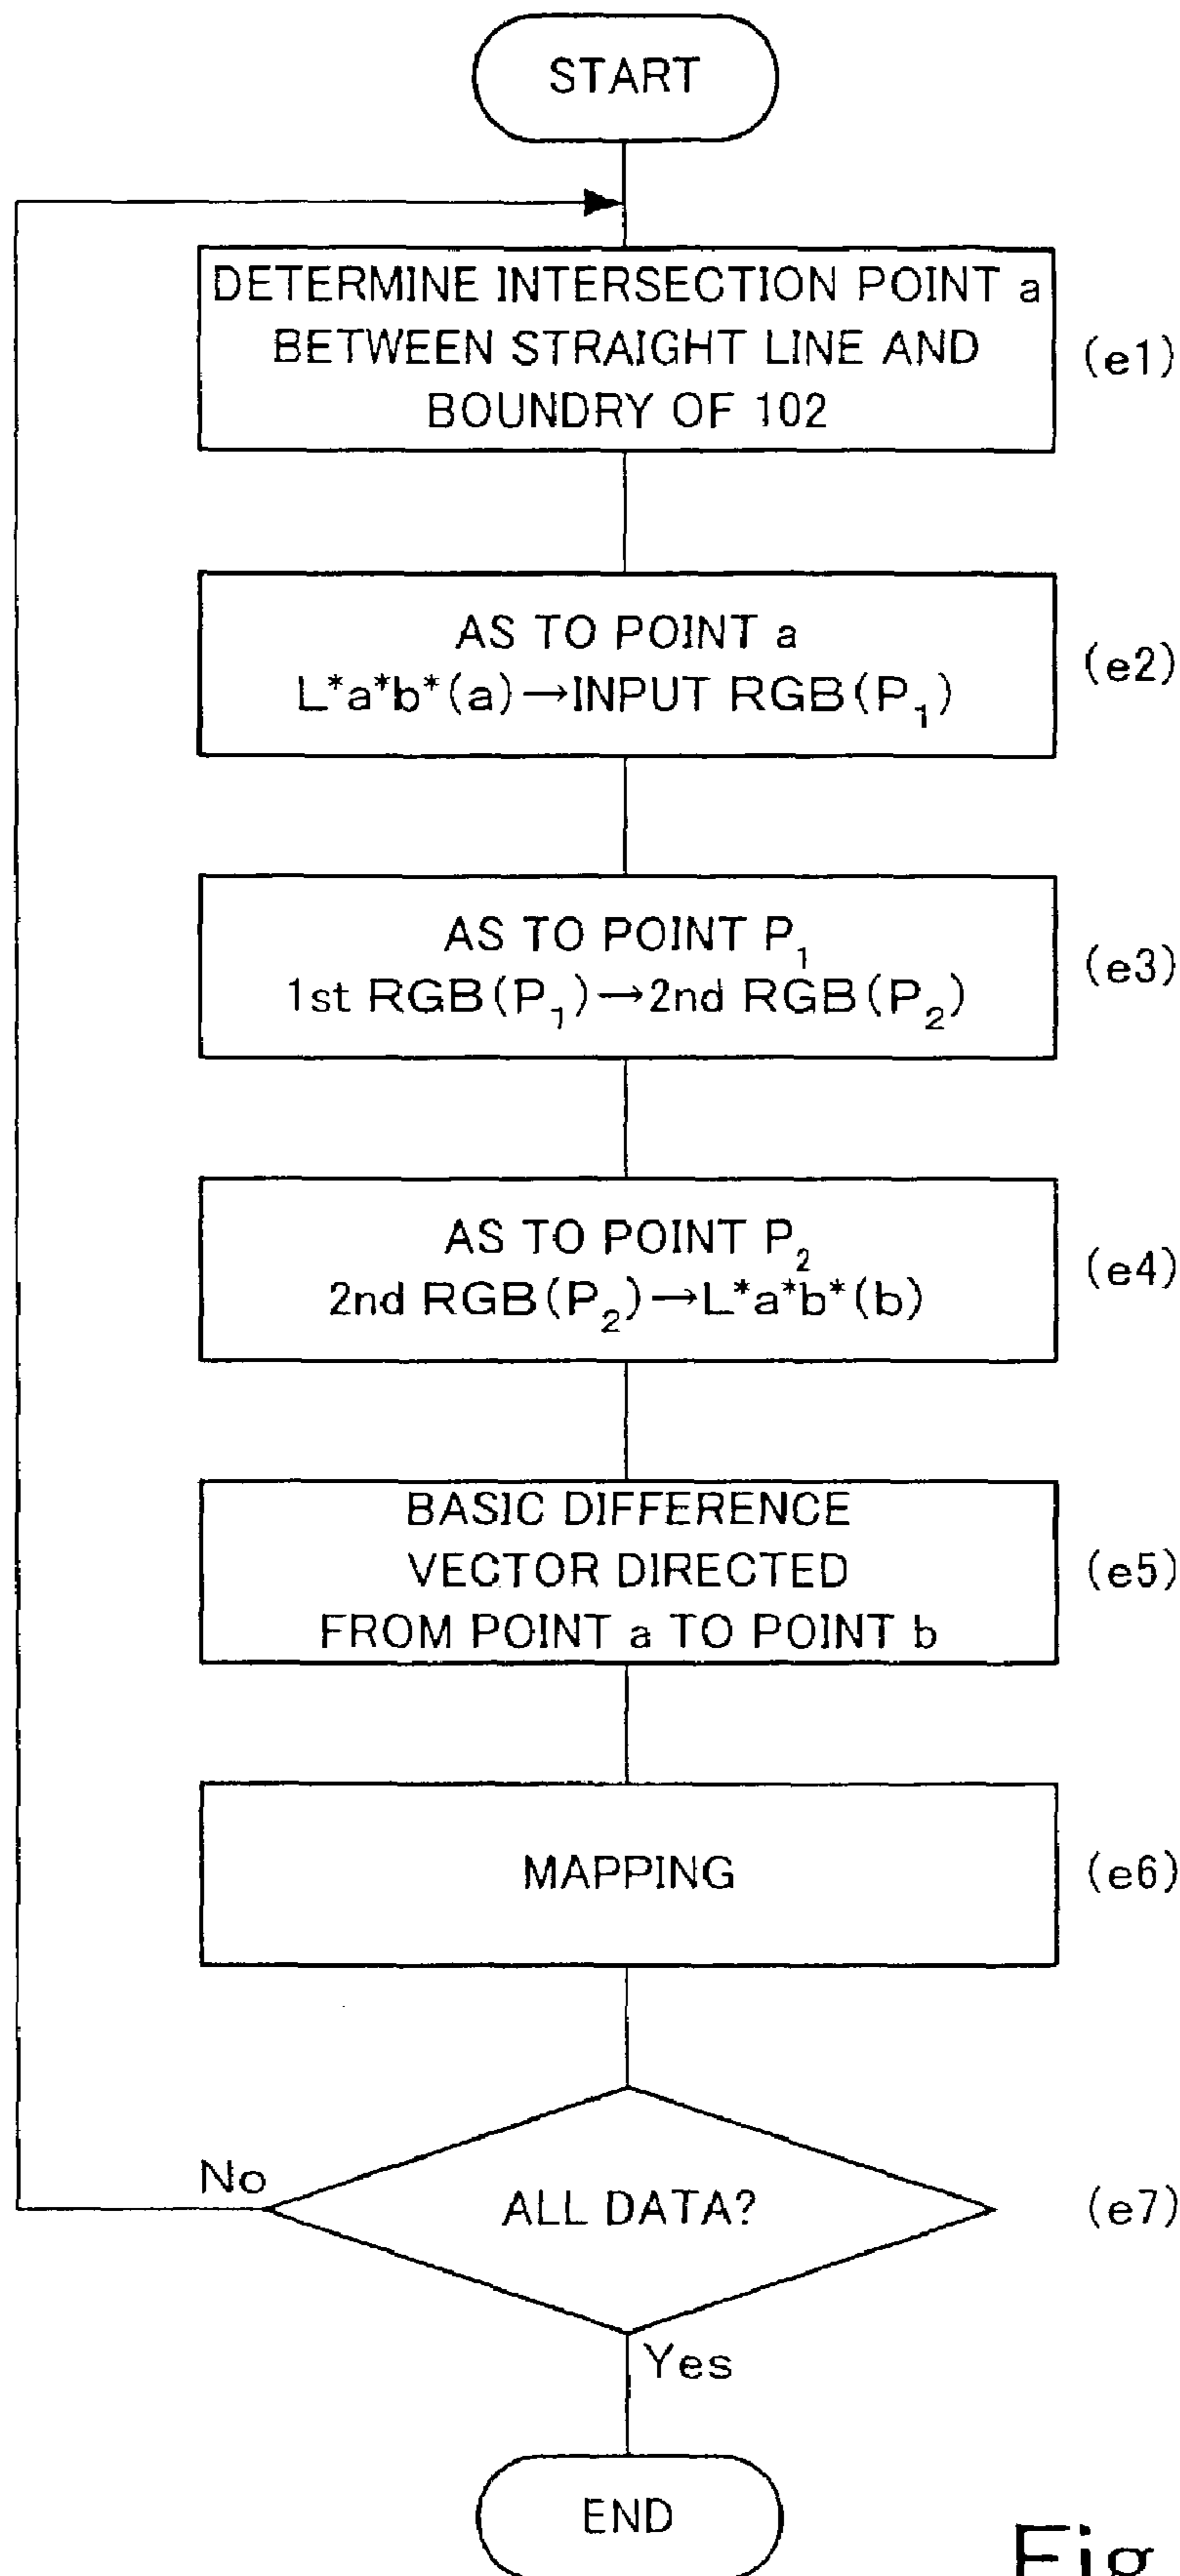 START
DETERMINE INTERSECTION POINT a
BETWEEN STRAIGHT LINE AND
BOUNDRY OF 102
(e1)
AS TO POINT a
L*a*b*(a)→INPUT RGB(P₁)
(e2)
AS TO POINT P₁
1st RGB(P₁)→2nd RGB(P₂)
(e3)
AS TO POINT P₂
2nd RGB(P₂)→L*a*b*(b)
(e4)
BASIC DIFFERENCE
VECTOR DIRECTED
FROM POINT a TO POINT b
(e5)
MAPPING
(e6)
No
ALL DATA?
(e7)
Yes
END
Fig